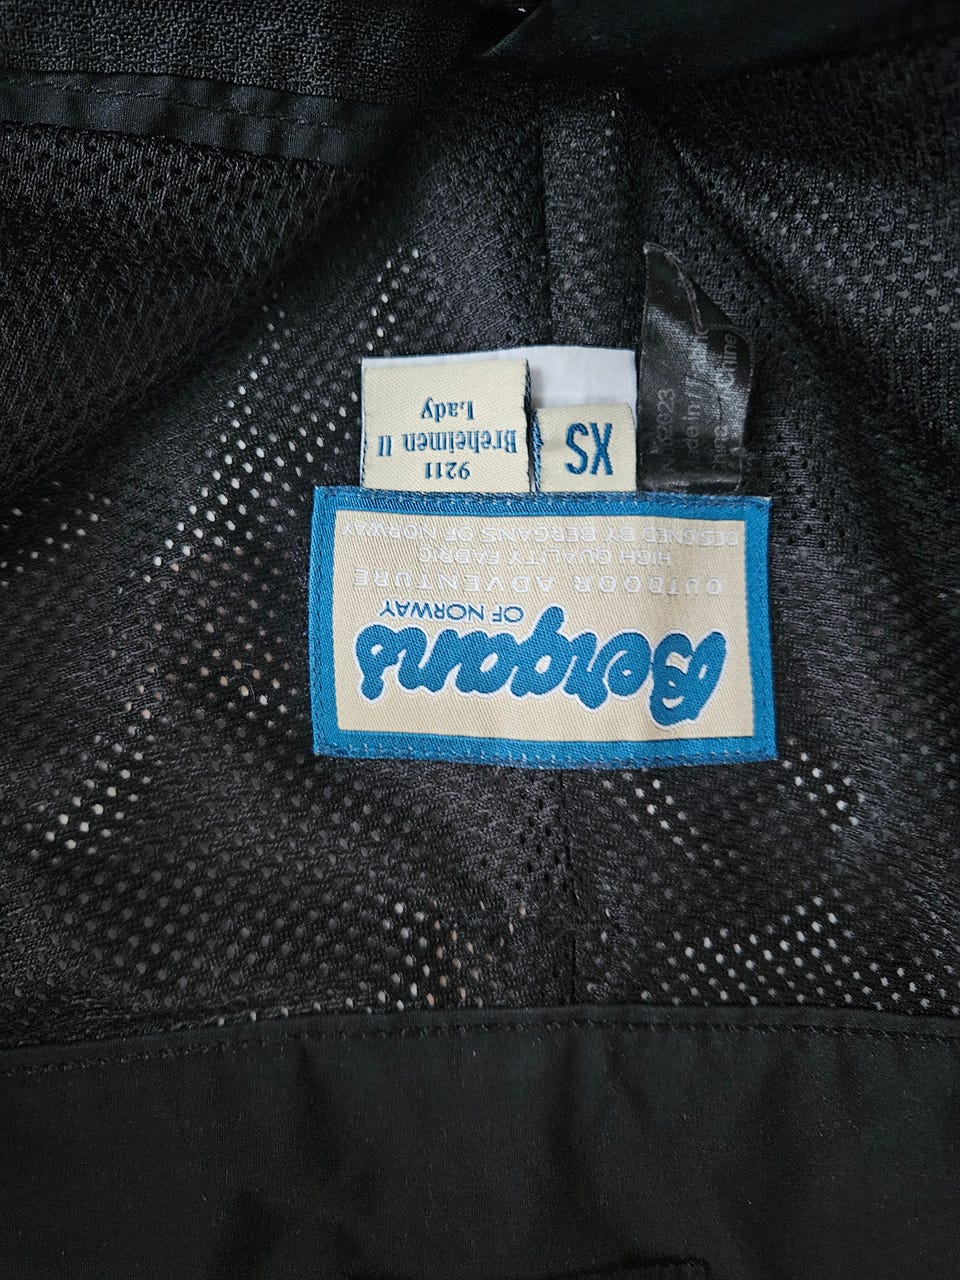 Bergans
OF NORWAY
OUTDOOR ADVENTURE
HIGH QUALITY FABRIC
DESIGNED BY BERGANS OF NORWAY
XS
9211
Breheimen II
Lady